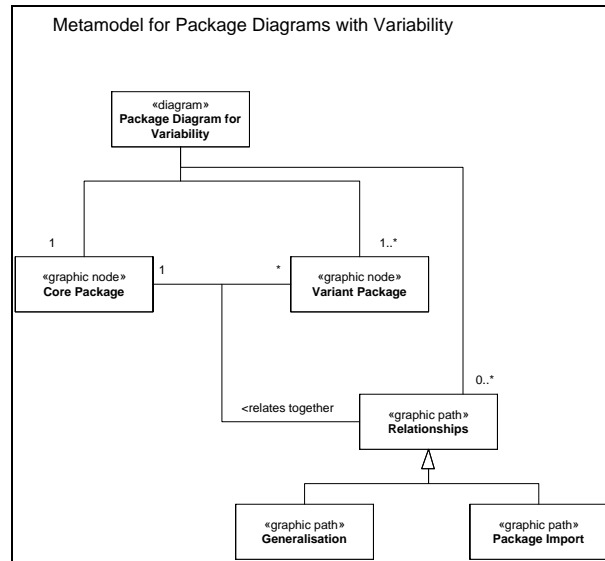 Metamodel for Package Diagrams with Variability
«diagram»
Package Diagram for
Variability
1
1..*
«graphic node»
Core Package
1
*
«graphic node»
Variant Package
0..*
<relates together
«graphic path»
Relationships
«graphic path»
Generalisation
«graphic path»
Package Import